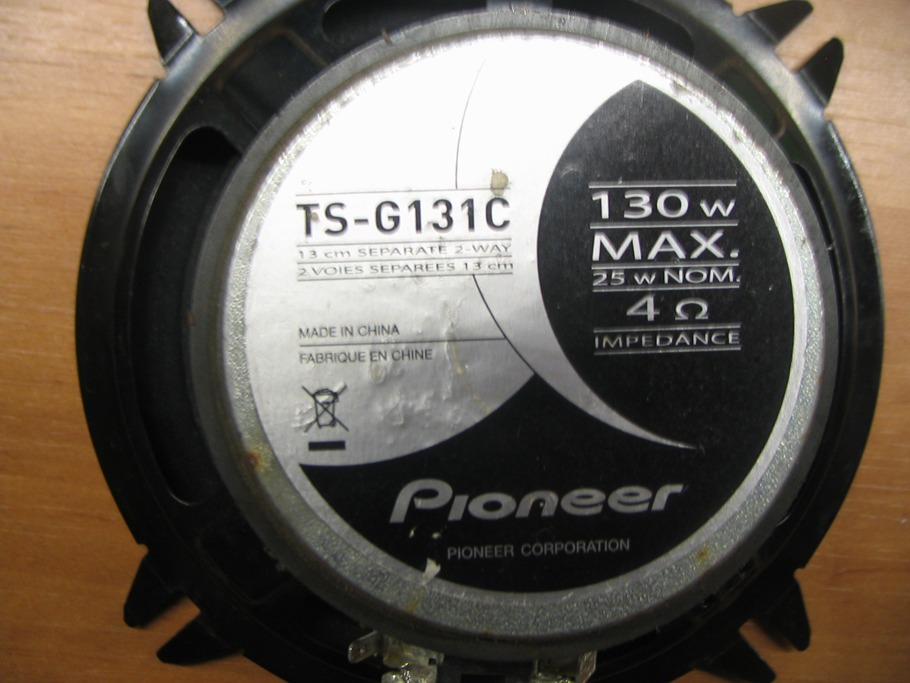 TS-G131C
13 cm SEPARATE 2-WAY
2 VOIES SEPAREES 13 cm
MADE IN CHINA
FABRIQUE EN CHINE
130 W
MAX.
25 W NOM.
4 Ω
IMPEDANCE
Pioneer
PIONEER CORPORATION